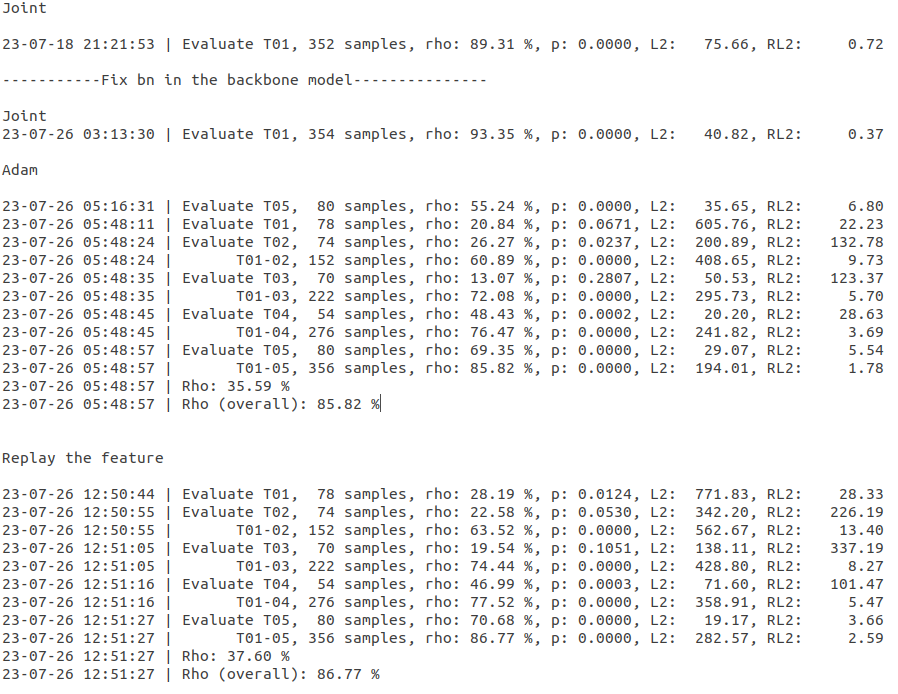 Joint
23-07-18 21:21:53 | Evaluate T01, 352 samples, rho: 89.31 %, p: 0.0000, L2:   75.66, RL2:     0.72
-----------Fix bn in the backbone model---------------
Joint
23-07-26 03:13:30 | Evaluate T01, 354 samples, rho: 93.35 %, p: 0.0000, L2:   40.82, RL2:     0.37
Adam
23-07-26 05:16:31 | Evaluate T05,  80 samples, rho: 55.24 %, p: 0.0000, L2:   35.65, RL2:     6.80
23-07-26 05:48:11 | Evaluate T01,  78 samples, rho: 20.84 %, p: 0.0671, L2:  605.76, RL2:    22.23
23-07-26 05:48:24 | Evaluate T02,  74 samples, rho: 26.27 %, p: 0.0237, L2:  200.89, RL2:   132.78
23-07-26 05:48:24 |       T01-02, 152 samples, rho: 60.89 %, p: 0.0000, L2:  408.65, RL2:     9.73
23-07-26 05:48:35 | Evaluate T03,  70 samples, rho: 13.07 %, p: 0.2807, L2:   50.53, RL2:   123.37
23-07-26 05:48:35 |       T01-03, 222 samples, rho: 72.08 %, p: 0.0000, L2:  295.73, RL2:     5.70
23-07-26 05:48:45 | Evaluate T04,  54 samples, rho: 48.43 %, p: 0.0002, L2:   20.20, RL2:    28.63
23-07-26 05:48:45 |       T01-04, 276 samples, rho: 76.47 %, p: 0.0000, L2:  241.82, RL2:     3.69
23-07-26 05:48:57 | Evaluate T05,  80 samples, rho: 69.35 %, p: 0.0000, L2:   29.07, RL2:     5.54
23-07-26 05:48:57 |       T01-05, 356 samples, rho: 85.82 %, p: 0.0000, L2:  194.01, RL2:     1.78
23-07-26 05:48:57 | Rho: 35.59 %
23-07-26 05:48:57 | Rho (overall): 85.82 %
Replay the feature
23-07-26 12:50:44 | Evaluate T01,  78 samples, rho: 28.19 %, p: 0.0124, L2:  771.83, RL2:    28.33
23-07-26 12:50:55 | Evaluate T02,  74 samples, rho: 22.58 %, p: 0.0530, L2:  342.20, RL2:   226.19
23-07-26 12:50:55 |       T01-02, 152 samples, rho: 63.52 %, p: 0.0000, L2:  562.67, RL2:    13.40
23-07-26 12:51:05 | Evaluate T03,  70 samples, rho: 19.54 %, p: 0.1051, L2:  138.11, RL2:   337.19
23-07-26 12:51:05 |       T01-03, 222 samples, rho: 74.44 %, p: 0.0000, L2:  428.80, RL2:     8.27
23-07-26 12:51:16 | Evaluate T04,  54 samples, rho: 46.99 %, p: 0.0003, L2:   71.60, RL2:   101.47
23-07-26 12:51:16 |       T01-04, 276 samples, rho: 77.52 %, p: 0.0000, L2:  358.91, RL2:     5.47
23-07-26 12:51:27 | Evaluate T05,  80 samples, rho: 70.68 %, p: 0.0000, L2:   19.17, RL2:     3.66
23-07-26 12:51:27 |       T01-05, 356 samples, rho: 86.77 %, p: 0.0000, L2:  282.57, RL2:     2.59
23-07-26 12:51:27 | Rho: 37.60 %
23-07-26 12:51:27 | Rho (overall): 86.77 %